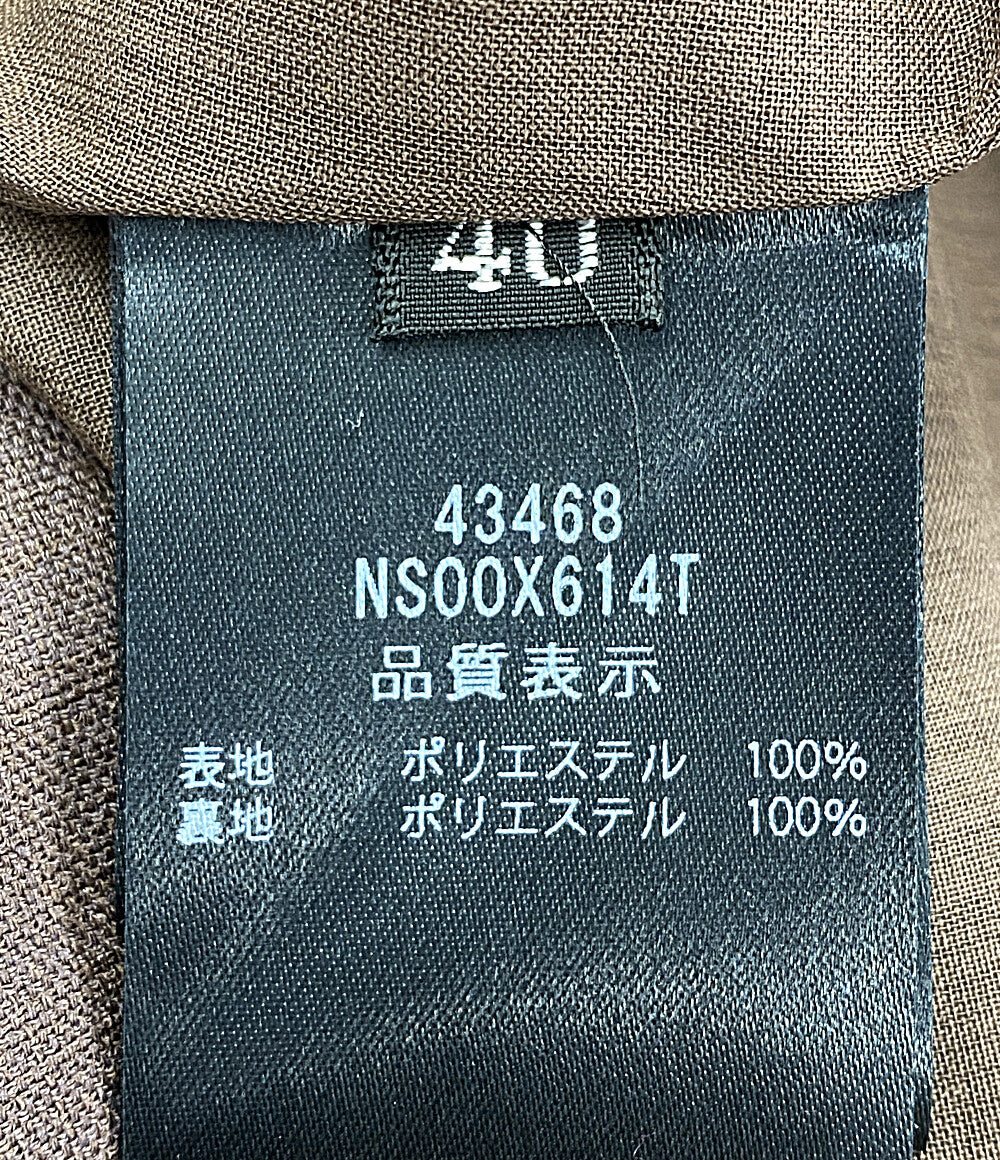 40
43468
NS00X614T
品質表示
表地 ポリエステル 100%
裏地 ポリエステル 100%